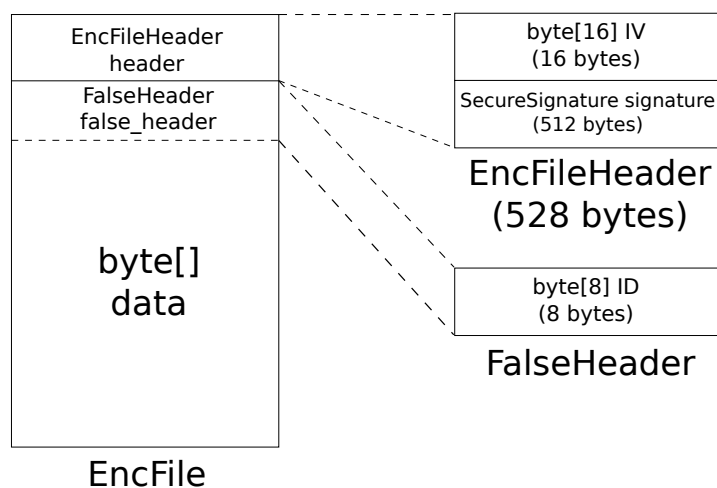 EncFileHeader
header
FalseHeader
false_header
byte[]
data
EncFile
byte[16] IV
(16 bytes)
SecureSignature signature
(512 bytes)
EncFileHeader
(528 bytes)
byte[8] ID
(8 bytes)
FalseHeader